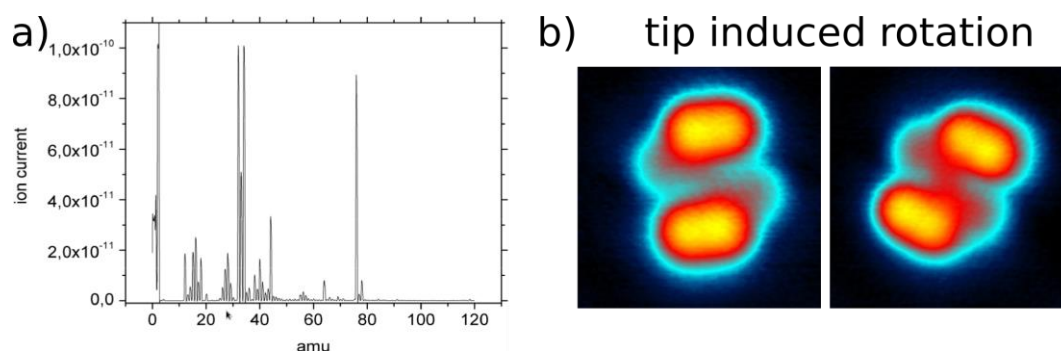 a)
1,0x10-10
8,0x10-11
6,0x10-11
4,0x10-11
2,0x10-11
0,0
0 20 40 60 80 100 120
ion current
amu
b) tip induced rotation